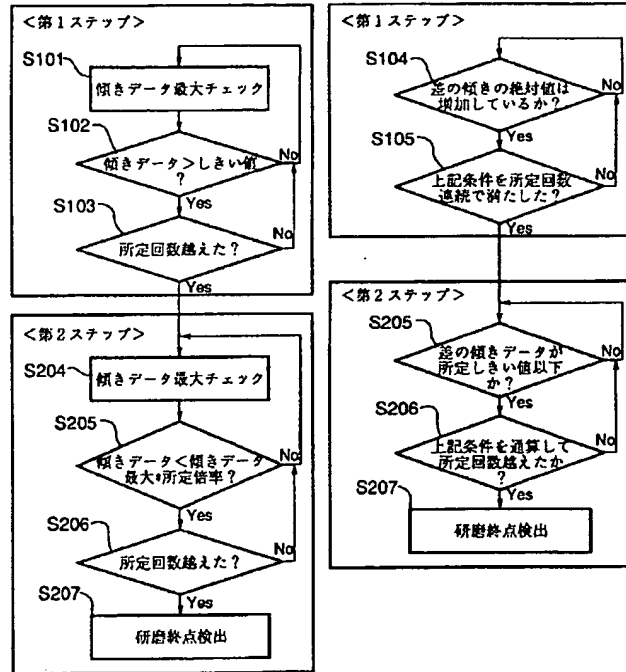 <第1ステップ>
S101
傾きデータ最大チェック
S102
傾きデータ>しきい値
?
No
Yes
S103
所定回数越えた?
No
Yes
<第2ステップ>
S204
傾きデータ最大チェック
S205
傾きデータ<傾きデータ
最大*所定倍率?
No
Yes
S206
所定回数越えた?
No
Yes
S207
研磨終点検出
<第1ステップ>
S104
差の傾きの絶対値は
増加しているか?
No
Yes
S105
上記条件を所定回数
連続で満たした?
No
Yes
<第2ステップ>
S205
差の傾きデータが
所定しきい値以下
か?
No
Yes
S206
上記条件を通算して
所定回数越えたか
?
No
Yes
S207
研磨終点検出